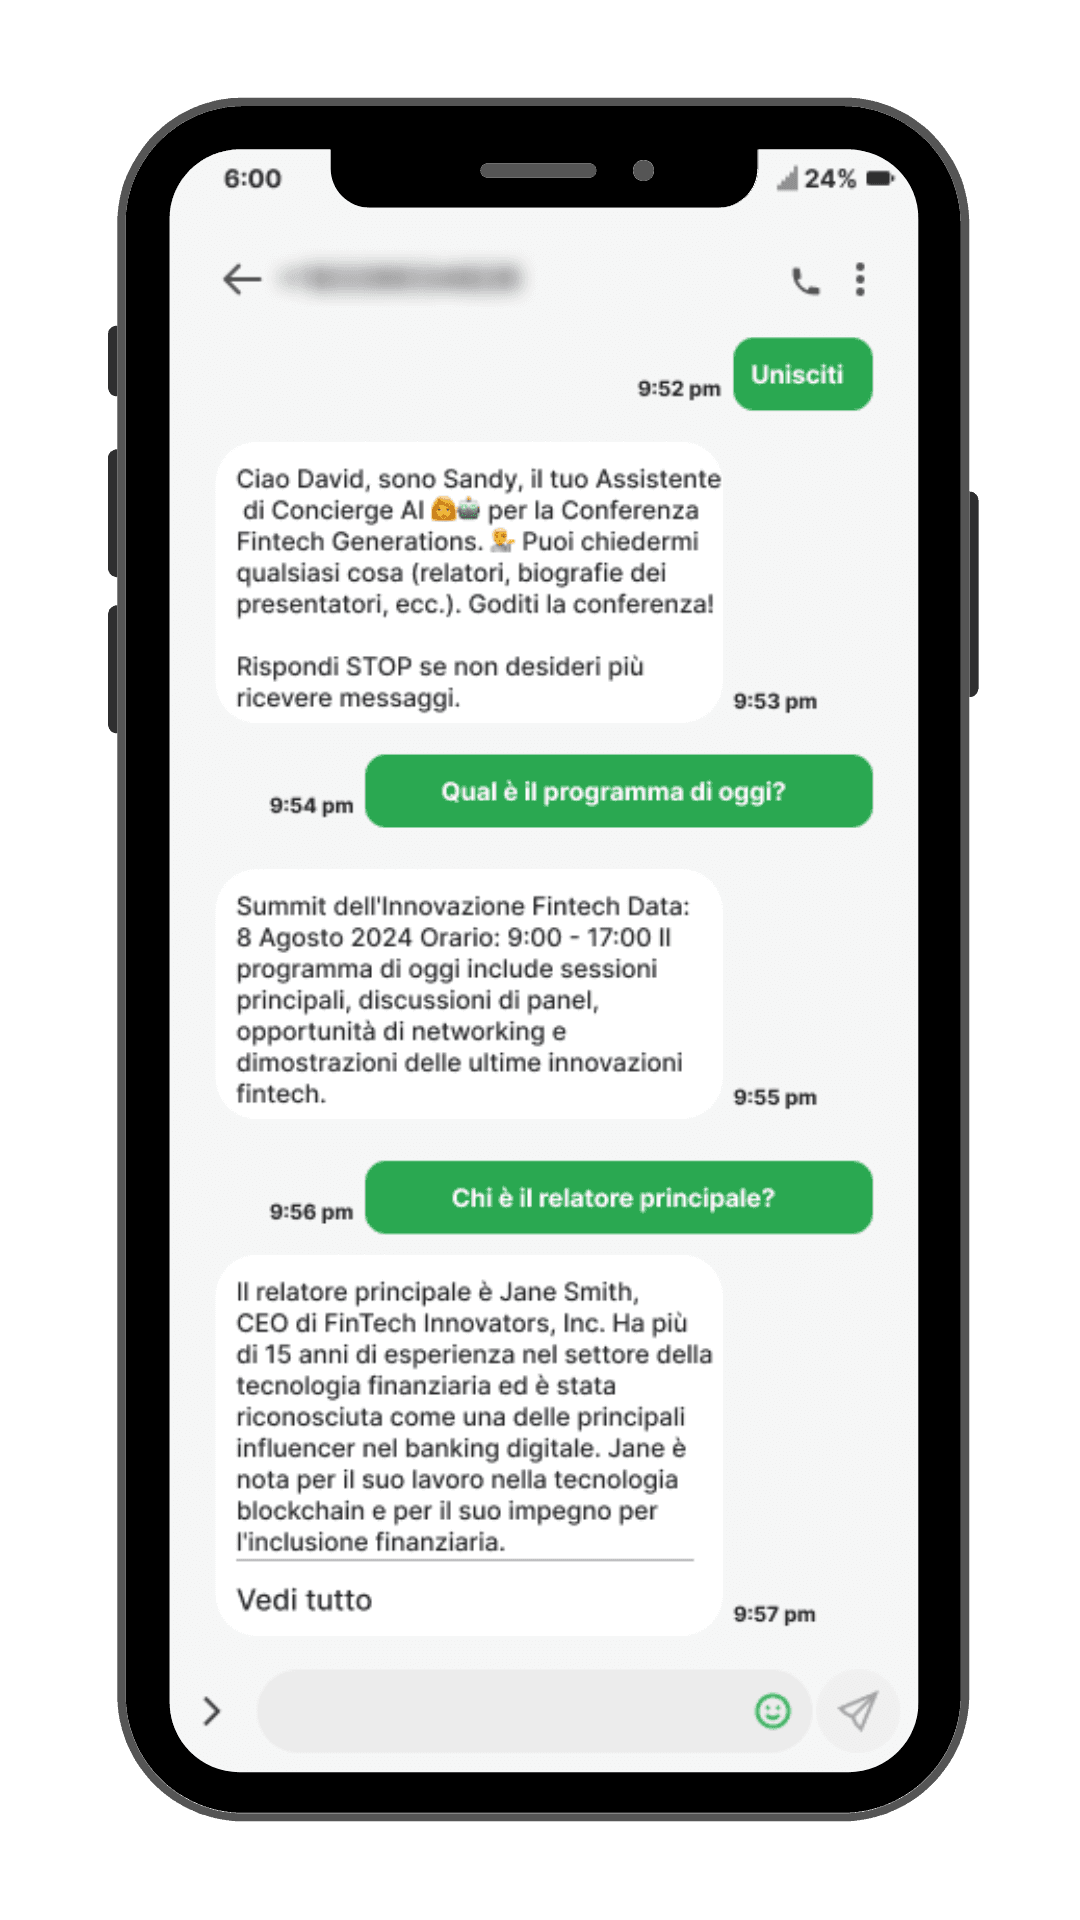 6:00
24%
Unisciti
9:52 pm
Ciao David, sono Sandy, il tuo Assistente
di Concierge AI 👩🤖 per la Conferenza
Fintech Generations. 💁‍♂️ Puoi chiedermi
qualsiasi cosa (relatori, biografie dei
presentatori, ecc.). Goditi la conferenza!
Rispondi STOP se non desideri più
ricevere messaggi.
9:53 pm
Qual è il programma di oggi?
9:54 pm
Summit dell'Innovazione Fintech Data:
8 Agosto 2024 Orario: 9:00 - 17:00 Il
programma di oggi include sessioni
principali, discussioni di panel,
opportunità di networking e
dimostrazioni delle ultime innovazioni
fintech.
9:55 pm
Chi è il relatore principale?
9:56 pm
Il relatore principale è Jane Smith,
CEO di FinTech Innovators, Inc. Ha più
di 15 anni di esperienza nel settore della
tecnologia finanziaria ed è stata
riconosciuta come una delle principali
influencer nel banking digitale. Jane è
nota per il suo lavoro nella tecnologia
blockchain e per il suo impegno per
l'inclusione finanziaria.
Vedi tutto
9:57 pm